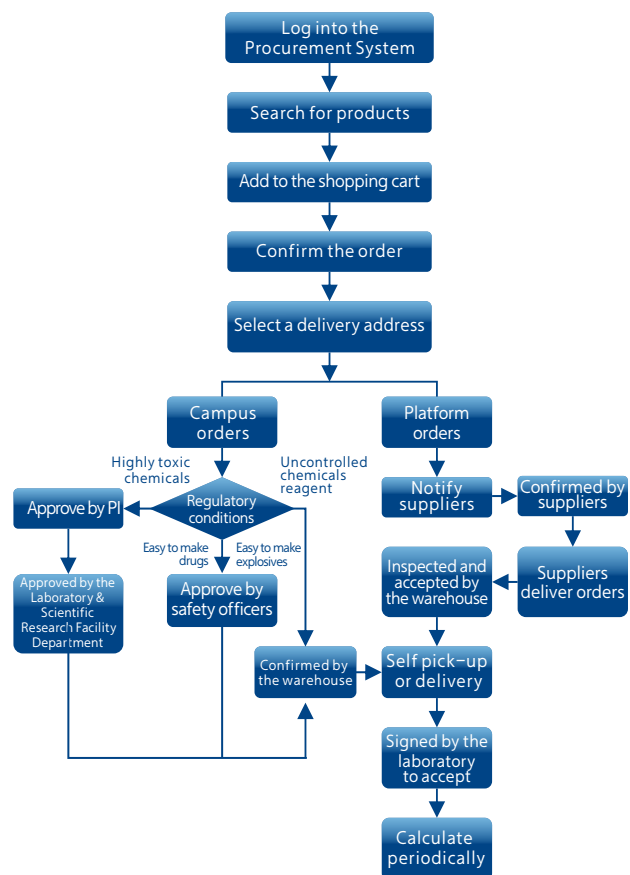 Log into the
Procurement System
Search for products
Add to the shopping cart
Confirm the order
Select a delivery address
Campus
orders
Platform
orders
Highly toxic
chemicals
Uncontrolled
chemicals
reagent
Regulatory
conditions
Notify
suppliers
Confirmed by
suppliers
Approve by PI
Easy to make
drugs
Easy to make
explosives
Approved by the
Laboratory &
Scientific
Research Facility
Department
Approve by
safety officers
Inspected and
accepted by
the warehouse
Suppliers
deliver orders
Confirmed by
the warehouse
Self pick-up
or delivery
Signed by the
laboratory
to accept
Calculate
periodically